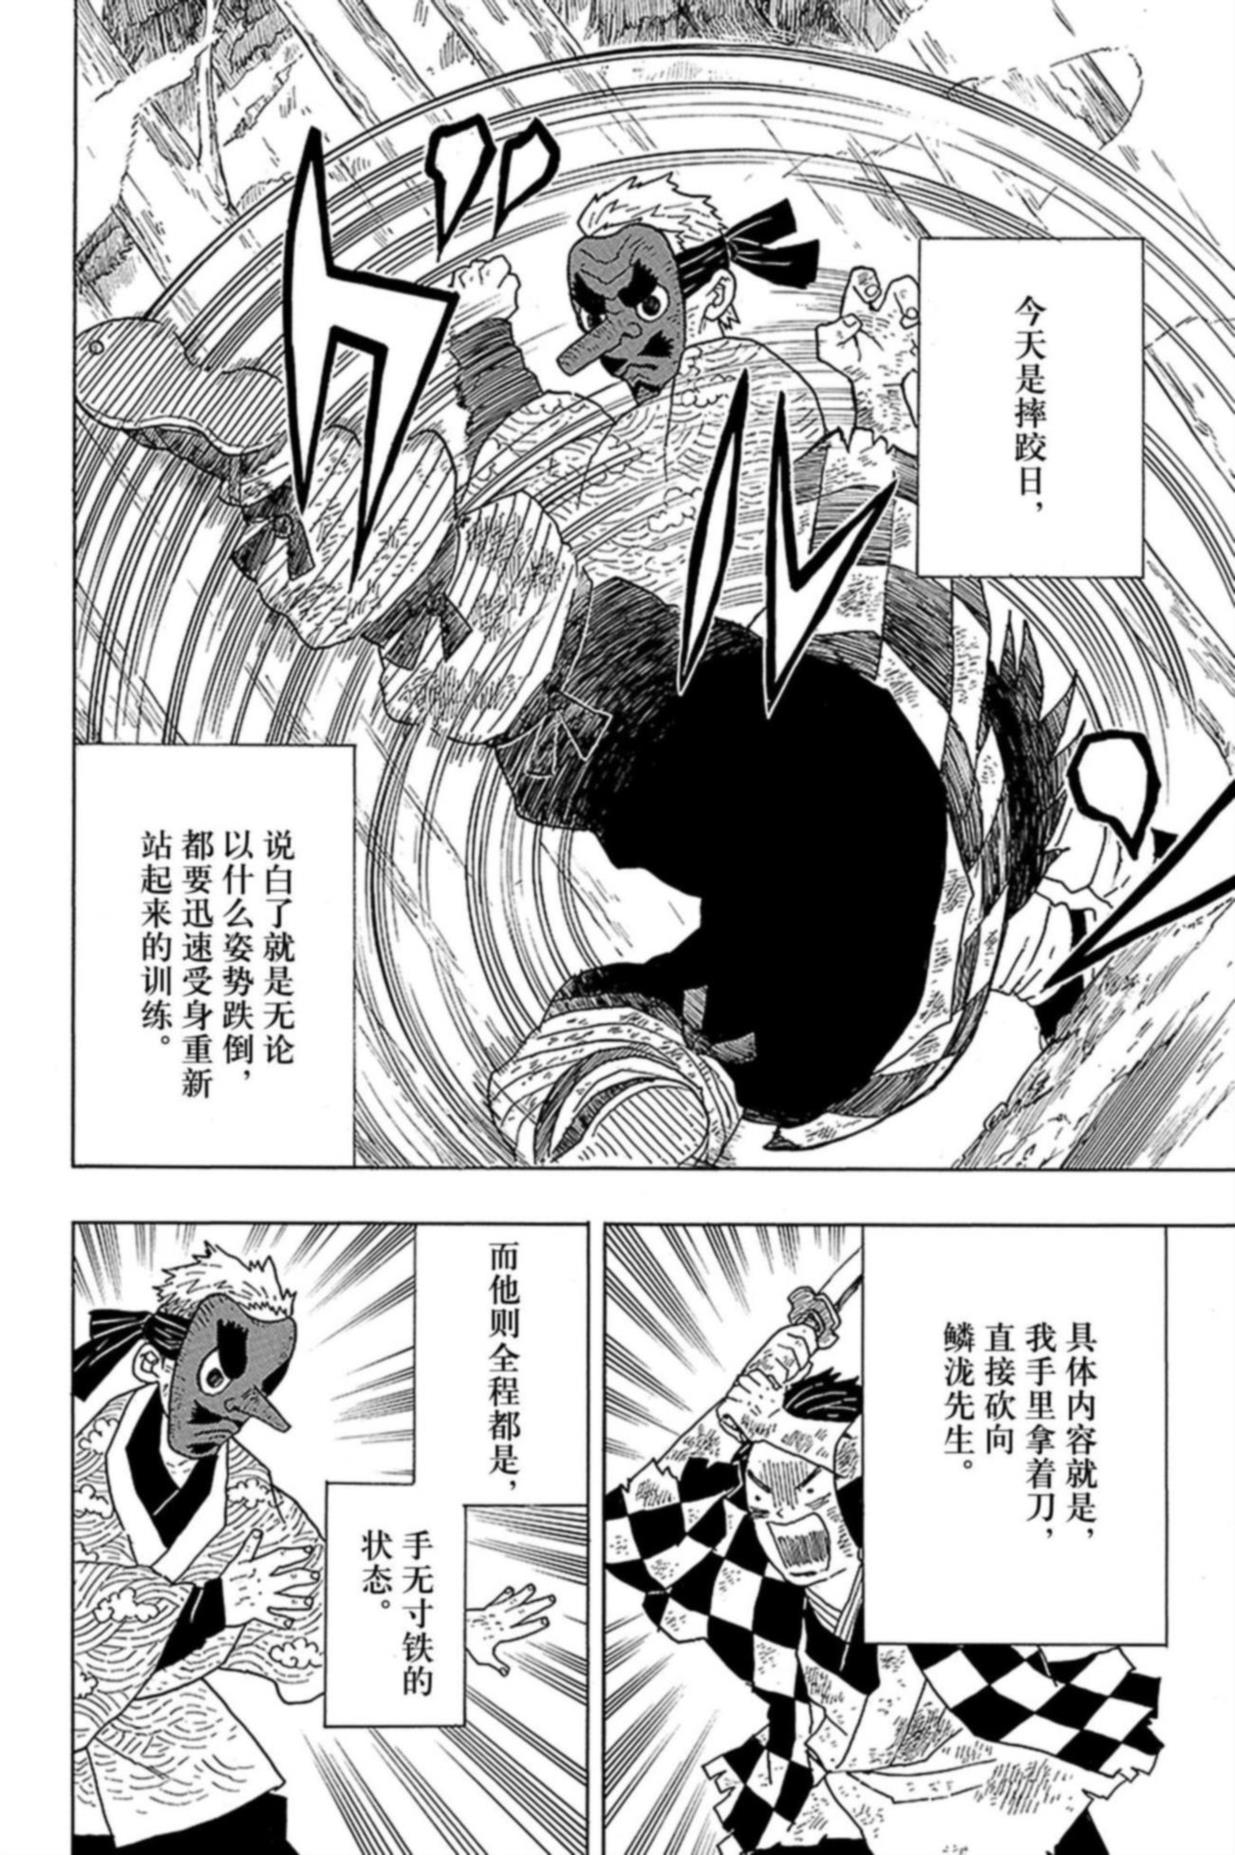 今天是摔跤日，
说白了就是无论
以什么姿势跌倒，
都要迅速受身重新
站起来的训练。
具体内容就是，
我手里拿着刀，
直接砍向
鳞泷先生。
而他则全程都是，
手无寸铁的
状态。